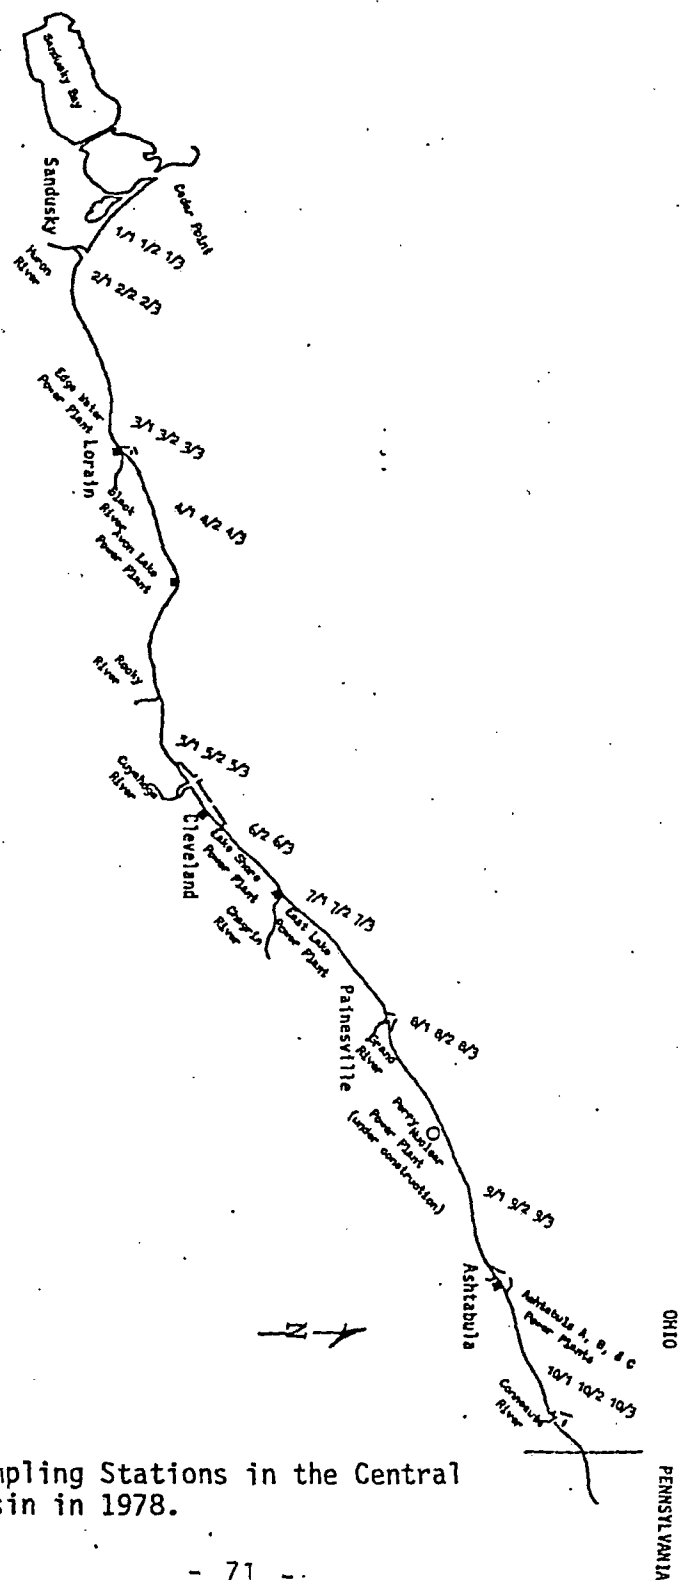 Sandusky Bay
Sandusky
Cedar Point
1/1 1/2 1/3
Huron
River
2/1 2/2 2/3
Edge Water
Power Plant
3/1 3/2 3/3
Lorain
Black
River
4/1 4/2 4/3
Avon Lake
Power Plant
Rocky
River
5/1 5/2 5/3
Cuyahoga
River
Cleveland
6/2 6/3
Lake Shore
Power Plant
7/1 7/2 7/3
Chagrin
River
East Lake
Power Plant
Painesville
8/1 8/2 8/3
Grand
River
Perry Nuclear
Power Plant
(under construction)
9/1 9/2 9/3
Ashtabula
Ashtabula A, B, & C
Power Plants
10/1 10/2 10/3
Conneaut
River
N
OHIO
PENNSYLVANIA
mpling Stations in the Central
sin in 1978.
- 71 -